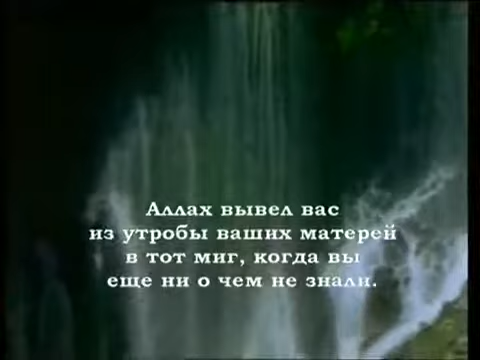 Аллах вывел вас
из утробы ваших матерей
в тот миг, когда вы
еще ни о чем не знали.